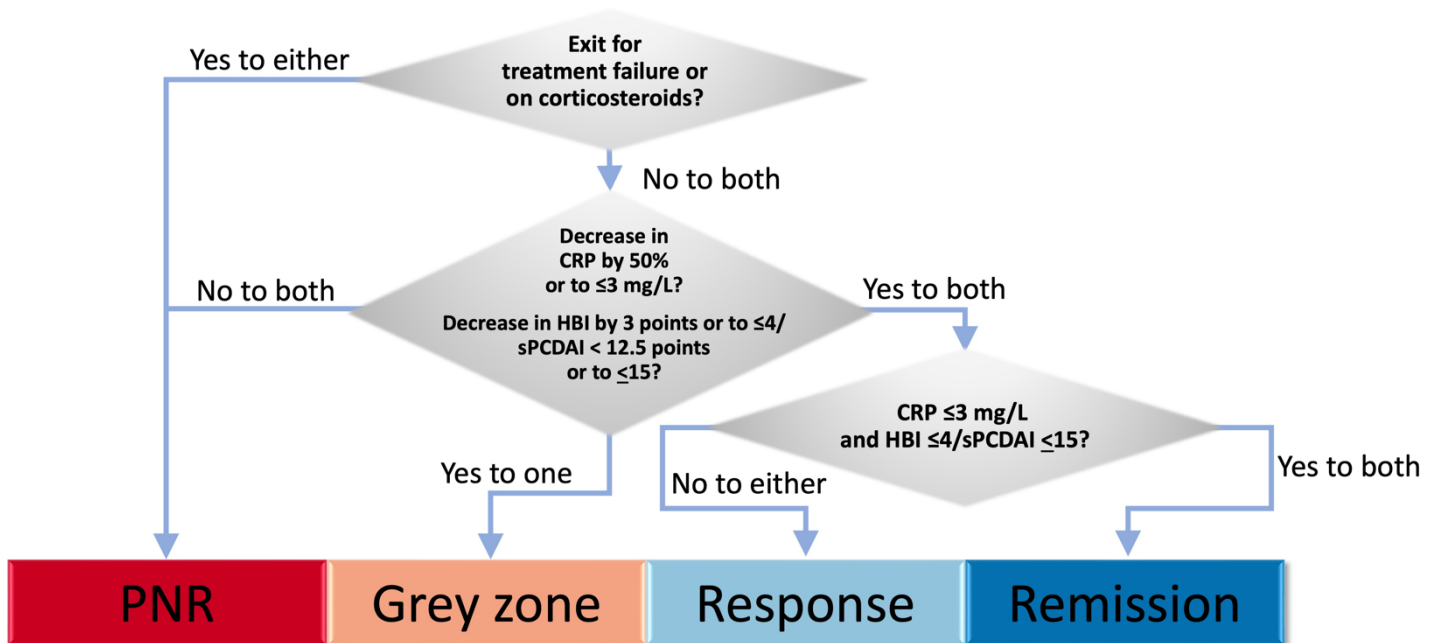 Exit for
treatment failure or
on corticosteroids?
Yes to either
No to both
Decrease in
CRP by 50%
or to ≤3 mg/L?
Decrease in HBI by 3 points or to ≤4/
sPCDAI < 12.5 points
or to <15?
No to both
Yes to both
CRP ≤3 mg/L
and HBI ≤4/sPCDAI <15?
Yes to one
No to either
Yes to both
PNR
Grey zone
Response
Remission